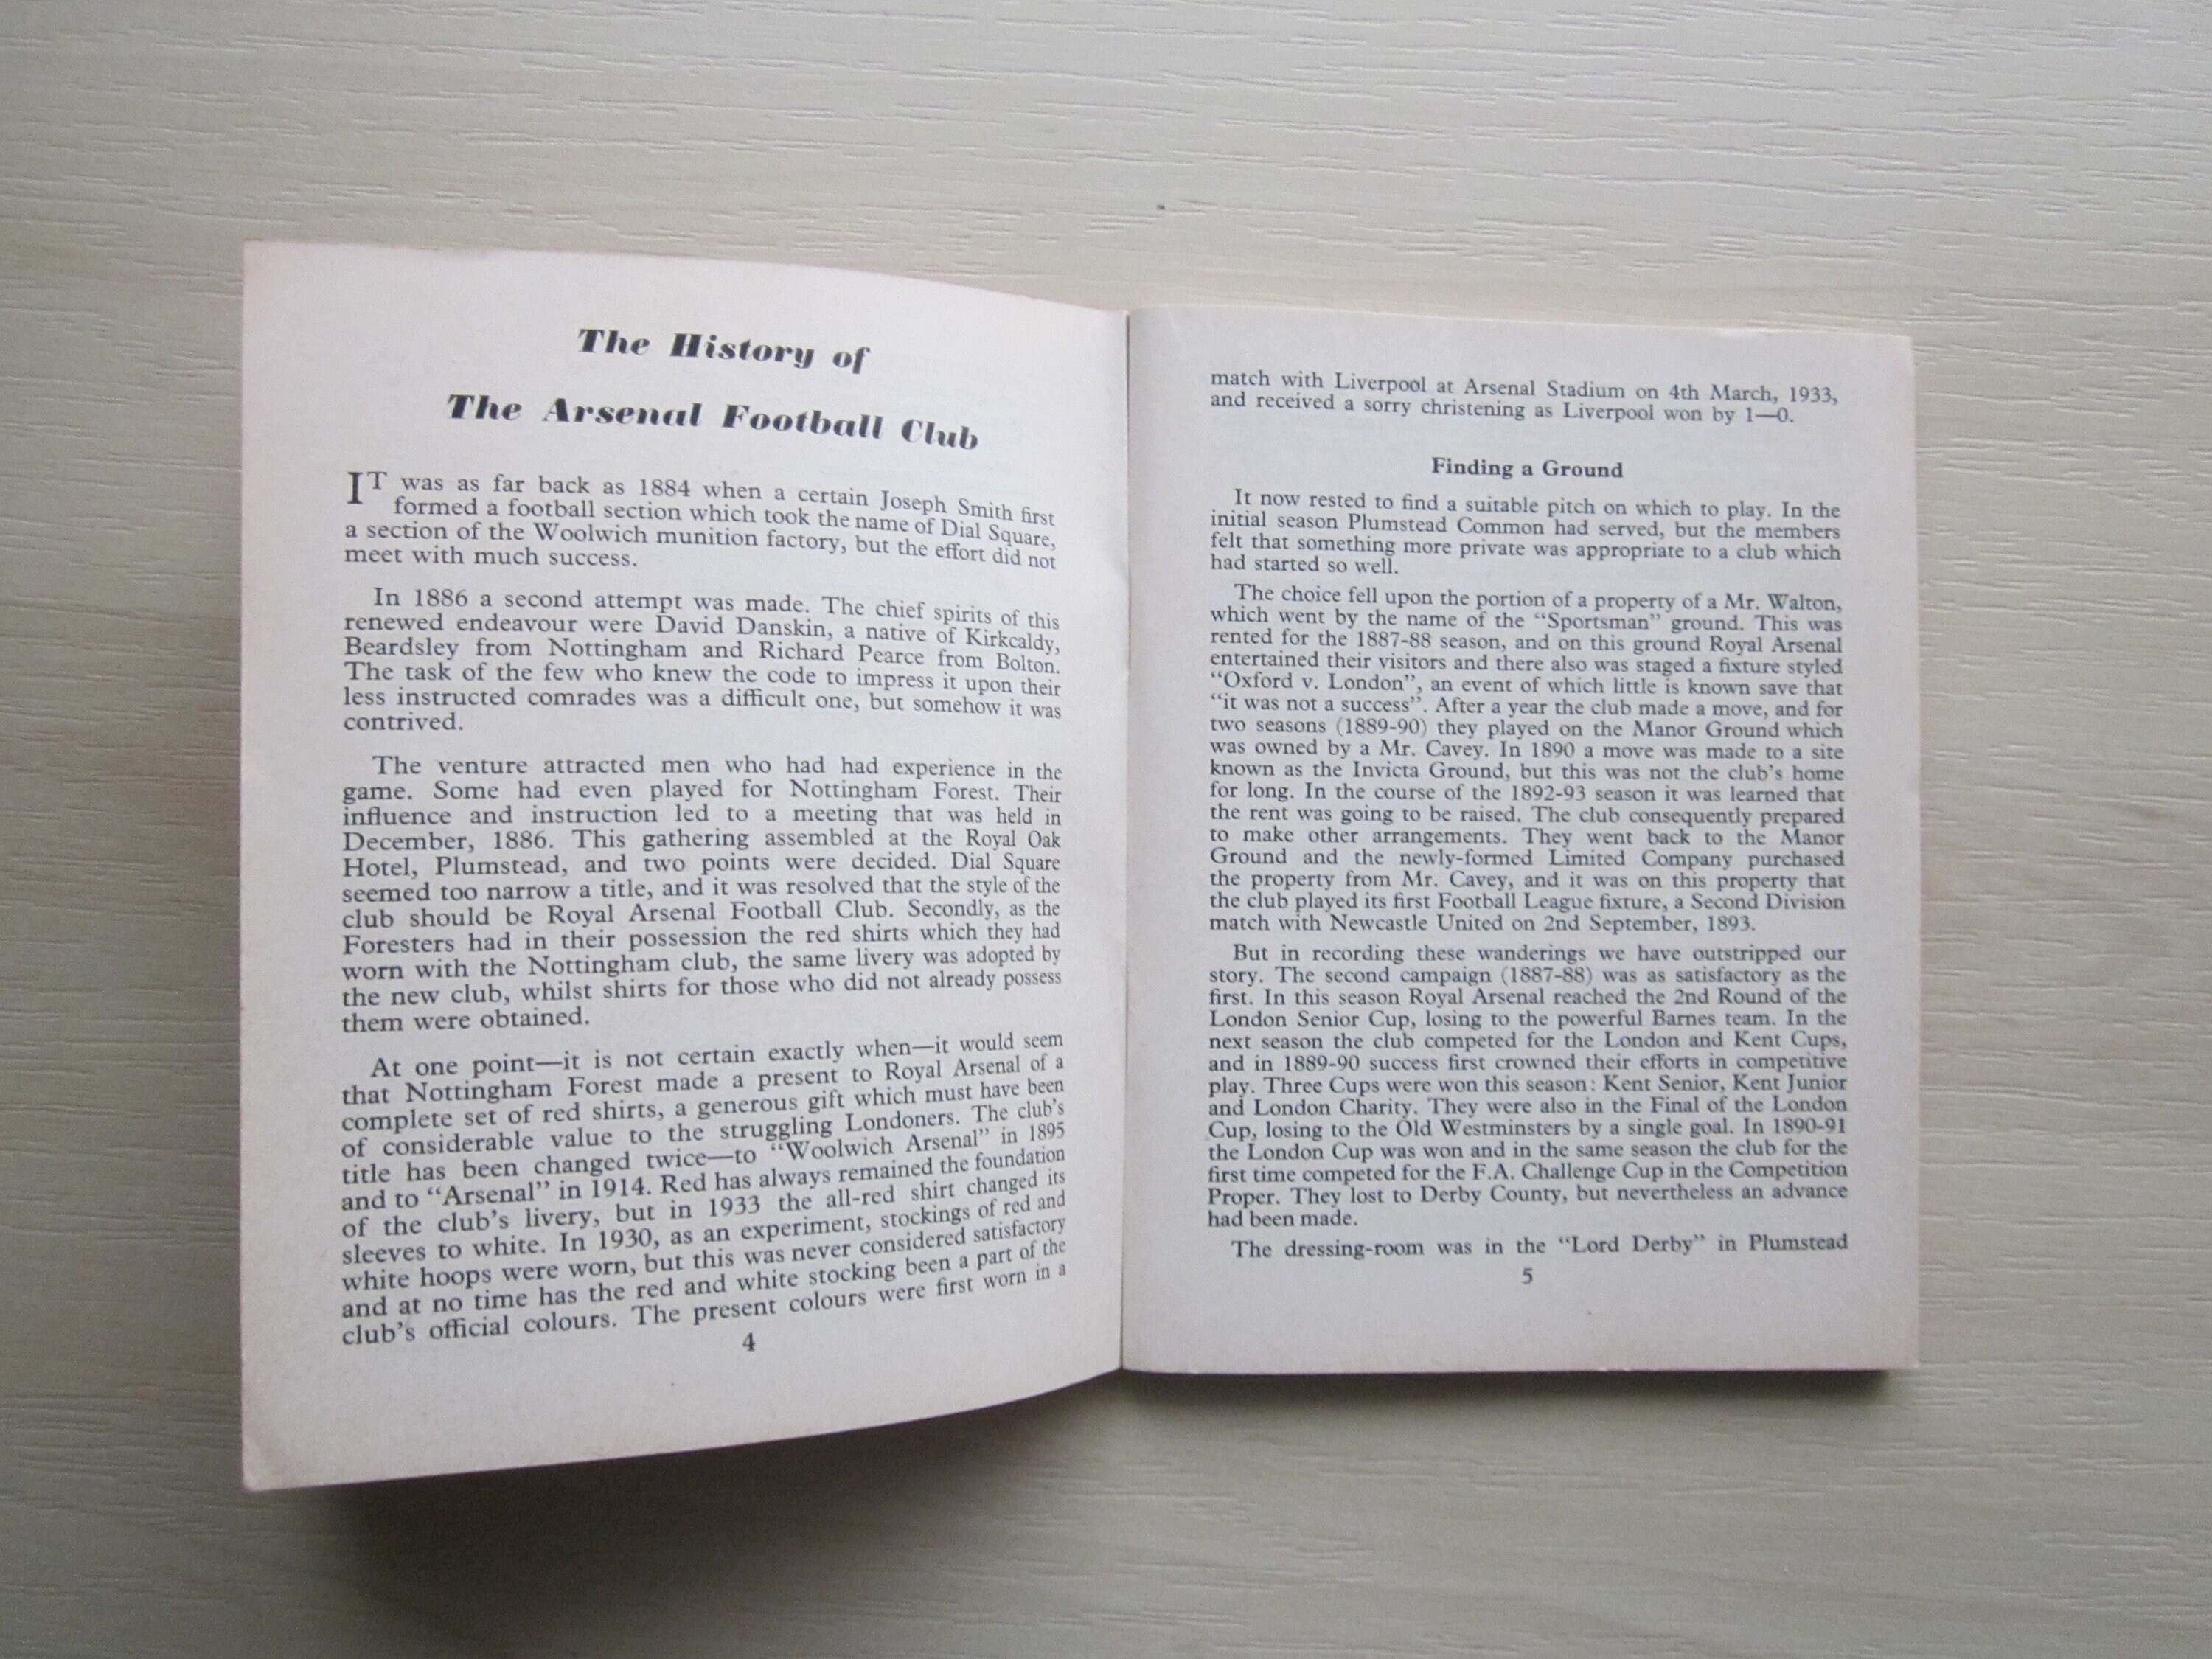 The History of
The Arsenal Football Club
IT was as far back as 1884 when a certain Joseph Smith first
formed a football section which took the name of Dial Square,
a section of the Woolwich munition factory, but the effort did not
meet with much success.
In 1886 a second attempt was made. The chief spirits of this
renewed endeavour were David Danskin, a native of Kirkcaldy,
Beardsley from Nottingham and Richard Pearce from Bolton.
The task of the few who knew the code to impress it upon their
less instructed comrades was a difficult one, but somehow it was
contrived.
The venture attracted men who had had experience in the
game. Some had even played for Nottingham Forest. Their
influence and instruction led to a meeting that was held in
December, 1886. This gathering assembled at the Royal Oak
Hotel, Plumstead, and two points were decided. Dial Square
seemed too narrow a title, and it was resolved that the style of the
club should be Royal Arsenal Football Club. Secondly, as the
Foresters had in their possession the red shirts which they had
worn with the Nottingham club, the same livery was adopted by
the new club, whilst shirts for those who did not already possess
them were obtained.
At one point—it is not certain exactly when—it would seem
that Nottingham Forest made a present to Royal Arsenal of a
complete set of red shirts, a generous gift which must have been
of considerable value to the struggling Londoners. The club's
title has been changed twice—to "Woolwich Arsenal" in 1895
and to "Arsenal" in 1914. Red has always remained the foundation
of the club's livery, but in 1933 the all-red shirt changed its
sleeves to white. In 1930, as an experiment, stockings of red and
white hoops were worn, but this was never considered satisfactory
and at no time has the red and white stocking been a part of the
club's official colours. The present colours were first worn in a
4
match with Liverpool at Arsenal Stadium on 4th March, 1933,
and received a sorry christening as Liverpool won by 1—0.
Finding a Ground
It now rested to find a suitable pitch on which to play. In the
initial season Plumstead Common had served, but the members
felt that something more private was appropriate to a club which
had started so well.
The choice fell upon the portion of a property of a Mr. Walton,
which went by the name of the "Sportsman" ground. This was
rented for the 1887-88 season, and on this ground Royal Arsenal
entertained their visitors and there also was staged a fixture styled
"Oxford v. London", an event of which little is known save that
"it was not a success". After a year the club made a move, and for
two seasons (1889-90) they played on the Manor Ground which
was owned by a Mr. Cavey. In 1890 a move was made to a site
known as the Invicta Ground, but this was not the club's home
for long. In the course of the 1892-93 season it was learned that
the rent was going to be raised. The club consequently prepared
to make other arrangements. They went back to the Manor
Ground and the newly-formed Limited Company purchased
the property from Mr. Cavey, and it was on this property that
the club played its first Football League fixture, a Second Division
match with Newcastle United on 2nd September, 1893.
But in recording these wanderings we have outstripped our
story. The second campaign (1887-88) was as satisfactory as the
first. In this season Royal Arsenal reached the 2nd Round of the
London Senior Cup, losing to the powerful Barnes team. In the
next season the club competed for the London and Kent Cups,
and in 1889-90 success first crowned their efforts in competitive
play. Three Cups were won this season: Kent Senior, Kent Junior
and London Charity. They were also in the Final of the London
Cup, losing to the Old Westminsters by a single goal. In 1890-91
the London Cup was won and in the same season the club for the
first time competed for the F.A. Challenge Cup in the Competition
Proper. They lost to Derby County, but nevertheless an advance
had been made.
The dressing-room was in the "Lord Derby" in Plumstead
5